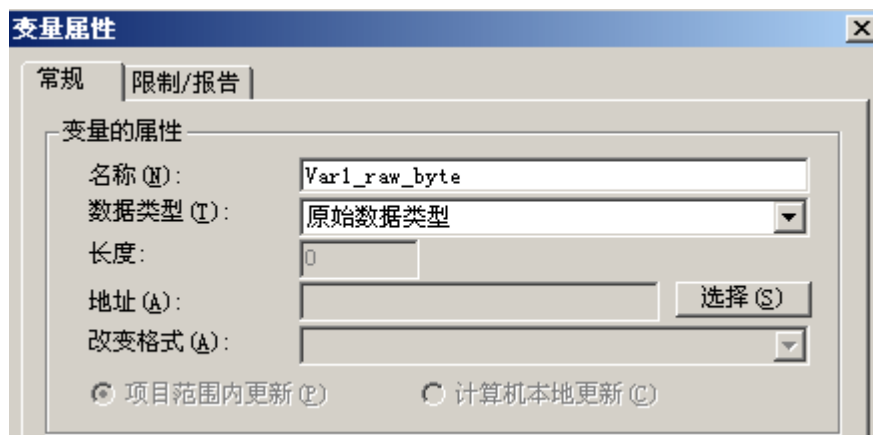 变量属性
常规 限制/报告
变量的属性
名称(N): Var1_raw_byte
数据类型(T): 原始数据类型
长度: 0
地址(A): 选择(S)
改变格式(A):
项目范围内更新(P) 计算机本地更新(C)